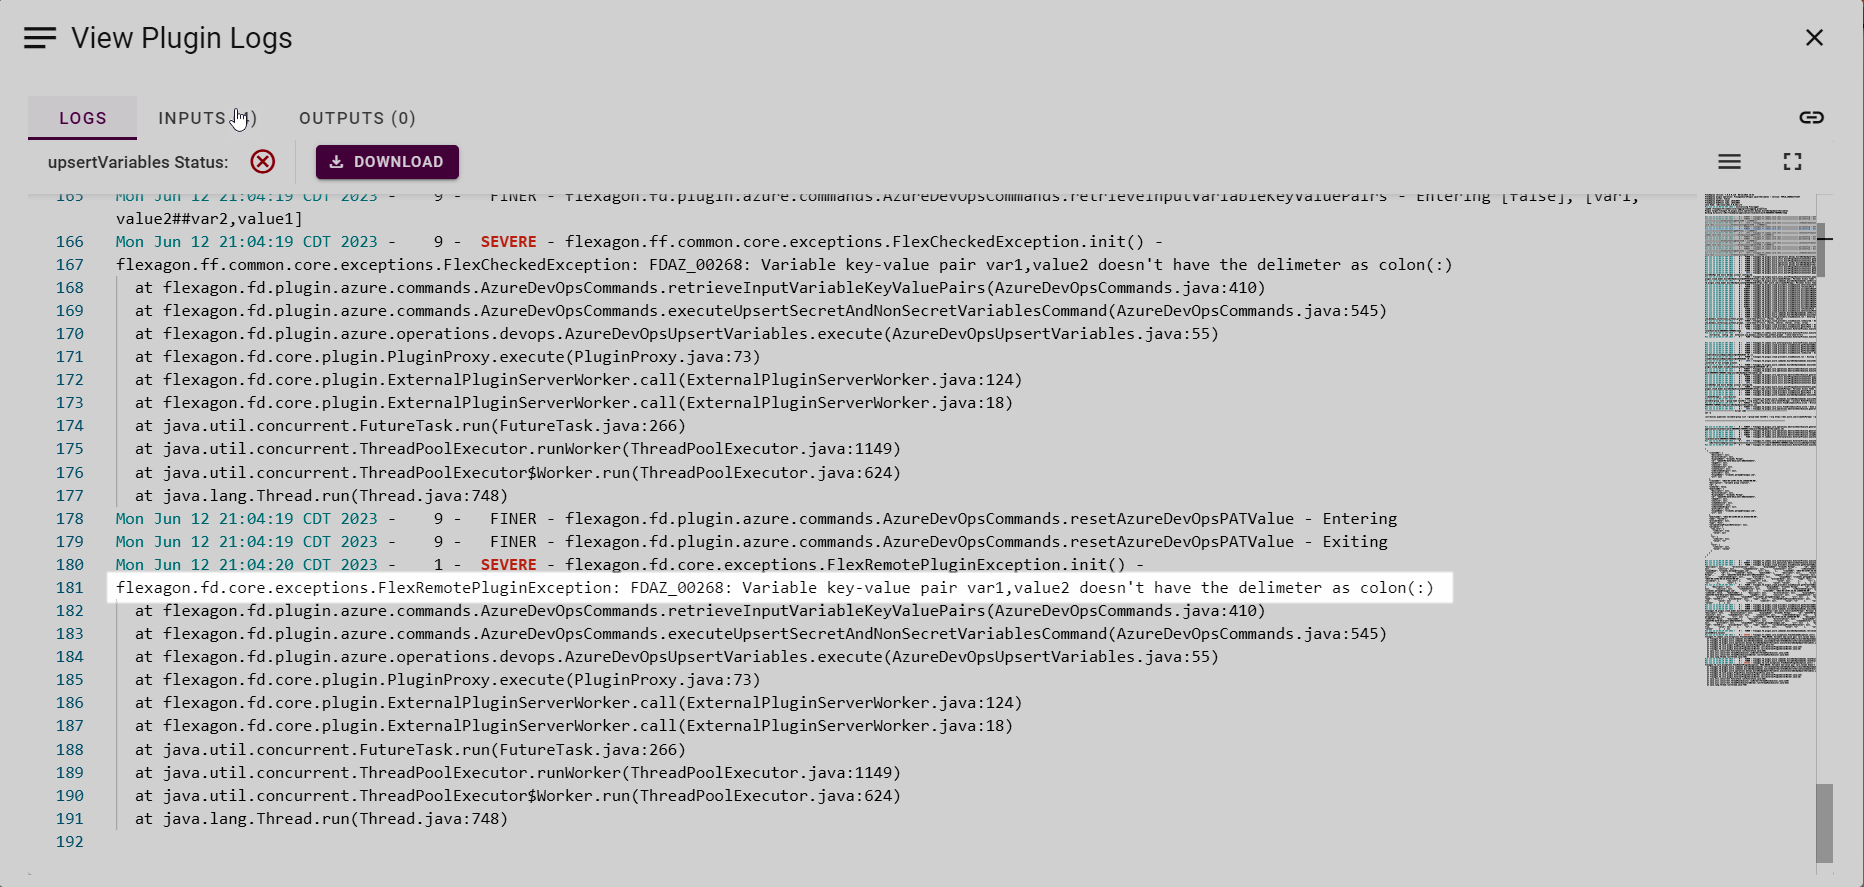 View Plugin Logs
LOGS INPUTS ) OUTPUTS (0)
upsertVariables Status: DOWNLOAD
165 Mon Jun 12 21:04:19 CDT 2023 - 9 - FINER - flexagon.fd.plugin.azure.commands.AzureDevOpsCommands.retrieveInputVariableKeyValuePairs - Entering [false], [var1,
value2##var2,value1]
166 Mon Jun 12 21:04:19 CDT 2023 - 9 - SEVERE - flexagon.ff.common.core.exceptions.FlexCheckedException.init() -
167 flexagon.ff.common.core.exceptions.FlexCheckedException: FDAZ_00268: Variable key-value pair var1,value2 doesn't have the delimeter as colon(:)
168 at flexagon.fd.plugin.azure.commands.AzureDevOpsCommands.retrieveInputVariableKeyValuePairs(AzureDevOpsCommands.java:410)
169 at flexagon.fd.plugin.azure.commands.AzureDevOpsCommands.executeUpsertSecretAndNonSecretVariablesCommand(AzureDevOpsCommands.java:545)
170 at flexagon.fd.plugin.azure.operations.devops.AzureDevOpsUpsertVariables.execute(AzureDevOpsUpsertVariables.java:55)
171 at flexagon.fd.core.plugin.PluginProxy.execute(PluginProxy.java:73)
172 at flexagon.fd.core.plugin.ExternalPluginServerWorker.call(ExternalPluginServerWorker.java:124)
173 at flexagon.fd.core.plugin.ExternalPluginServerWorker.call(ExternalPluginServerWorker.java:18)
174 at java.util.concurrent.FutureTask.run(FutureTask.java:266)
175 at java.util.concurrent.ThreadPoolExecutor.runWorker(ThreadPoolExecutor.java:1149)
176 at java.util.concurrent.ThreadPoolExecutor$Worker.run(ThreadPoolExecutor.java:624)
177 at java.lang.Thread.run(Thread.java:748)
178 Mon Jun 12 21:04:19 CDT 2023 - 9 - FINER - flexagon.fd.plugin.azure.commands.AzureDevOpsCommands.resetAzureDevOpsPATValue - Entering
179 Mon Jun 12 21:04:19 CDT 2023 - 9 - FINER - flexagon.fd.plugin.azure.commands.AzureDevOpsCommands.resetAzureDevOpsPATValue - Exiting
180 Mon Jun 12 21:04:20 CDT 2023 - 1 - SEVERE - flexagon.fd.core.exceptions.FlexRemotePluginException.init() -
181 flexagon.fd.core.exceptions.FlexRemotePluginException: FDAZ_00268: Variable key-value pair var1,value2 doesn't have the delimeter as colon(:)
182 at flexagon.fd.plugin.azure.commands.AzureDevOpsCommands.retrieveInputVariableKeyValuePairs(AzureDevOpsCommands.java:410)
183 at flexagon.fd.plugin.azure.commands.AzureDevOpsCommands.executeUpsertSecretAndNonSecretVariablesCommand(AzureDevOpsCommands.java:545)
184 at flexagon.fd.plugin.azure.operations.devops.AzureDevOpsUpsertVariables.execute(AzureDevOpsUpsertVariables.java:55)
185 at flexagon.fd.core.plugin.PluginProxy.execute(PluginProxy.java:73)
186 at flexagon.fd.core.plugin.ExternalPluginServerWorker.call(ExternalPluginServerWorker.java:124)
187 at flexagon.fd.core.plugin.ExternalPluginServerWorker.call(ExternalPluginServerWorker.java:18)
188 at java.util.concurrent.FutureTask.run(FutureTask.java:266)
189 at java.util.concurrent.ThreadPoolExecutor.runWorker(ThreadPoolExecutor.java:1149)
190 at java.util.concurrent.ThreadPoolExecutor$Worker.run(ThreadPoolExecutor.java:624)
191 at java.lang.Thread.run(Thread.java:748)
192